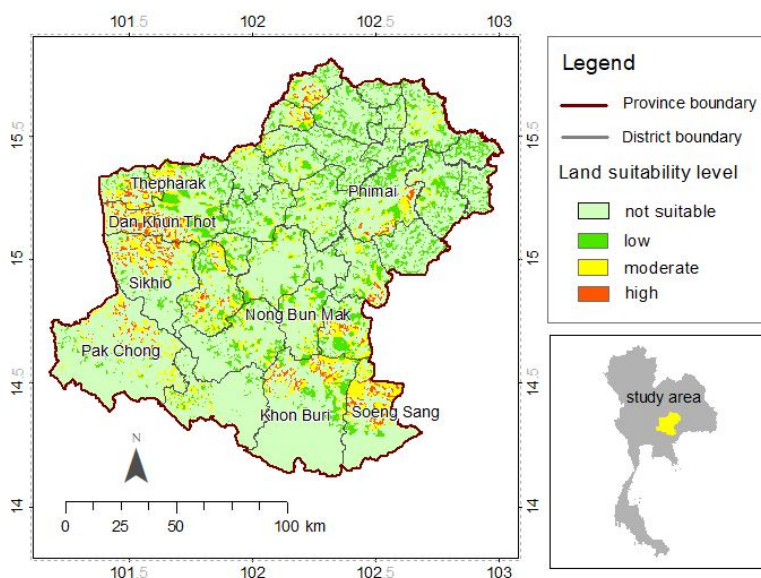 101.5 102 102.5 103
15.5
15
14.5
14
Thepharak
Phimai
Dan Khun Thot
Sikhio
Nong Bun Mak
Pak Chong
Khon Buri
Soeng Sang
N
0 25 50 100 km
101.5 102 102.5 103
15.5
15
14.5
14
Legend
Province boundary
District boundary
Land suitability level
not suitable
low
moderate
high
study area